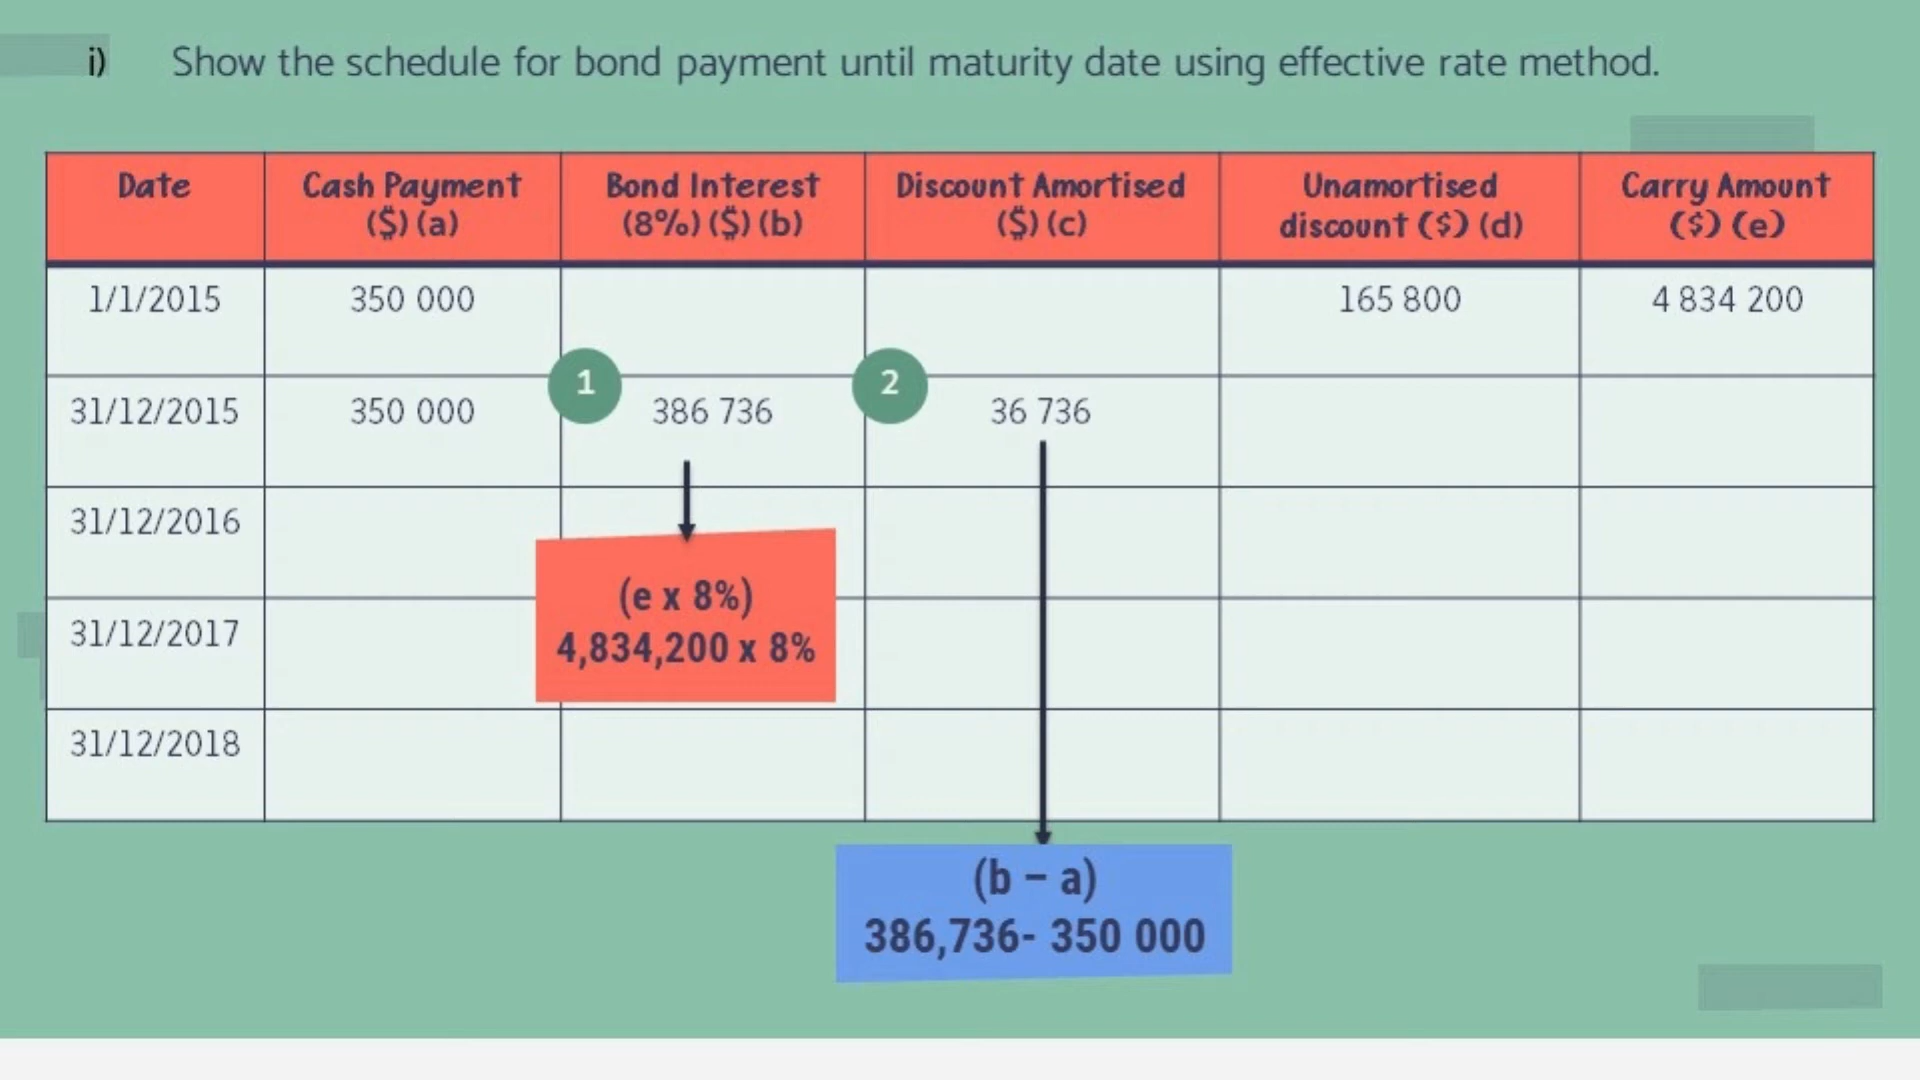 i) Show the schedule for bond payment until maturity date using effective rate method.
Date
Cash Payment
($) (a)
Bond Interest
(8%) ($) (b)
Discount Amortised
($) (c)
Unamortised
discount ($) (d)
Carry Amount
($) (e)
1/1/2015 350 000 165 800 4 834 200
1
2
31/12/2015 350 000 386 736 36 736
31/12/2016
(e x 8%)
31/12/2017
4,834,200 x 8%
31/12/2018
(b – a)
386,736- 350 000